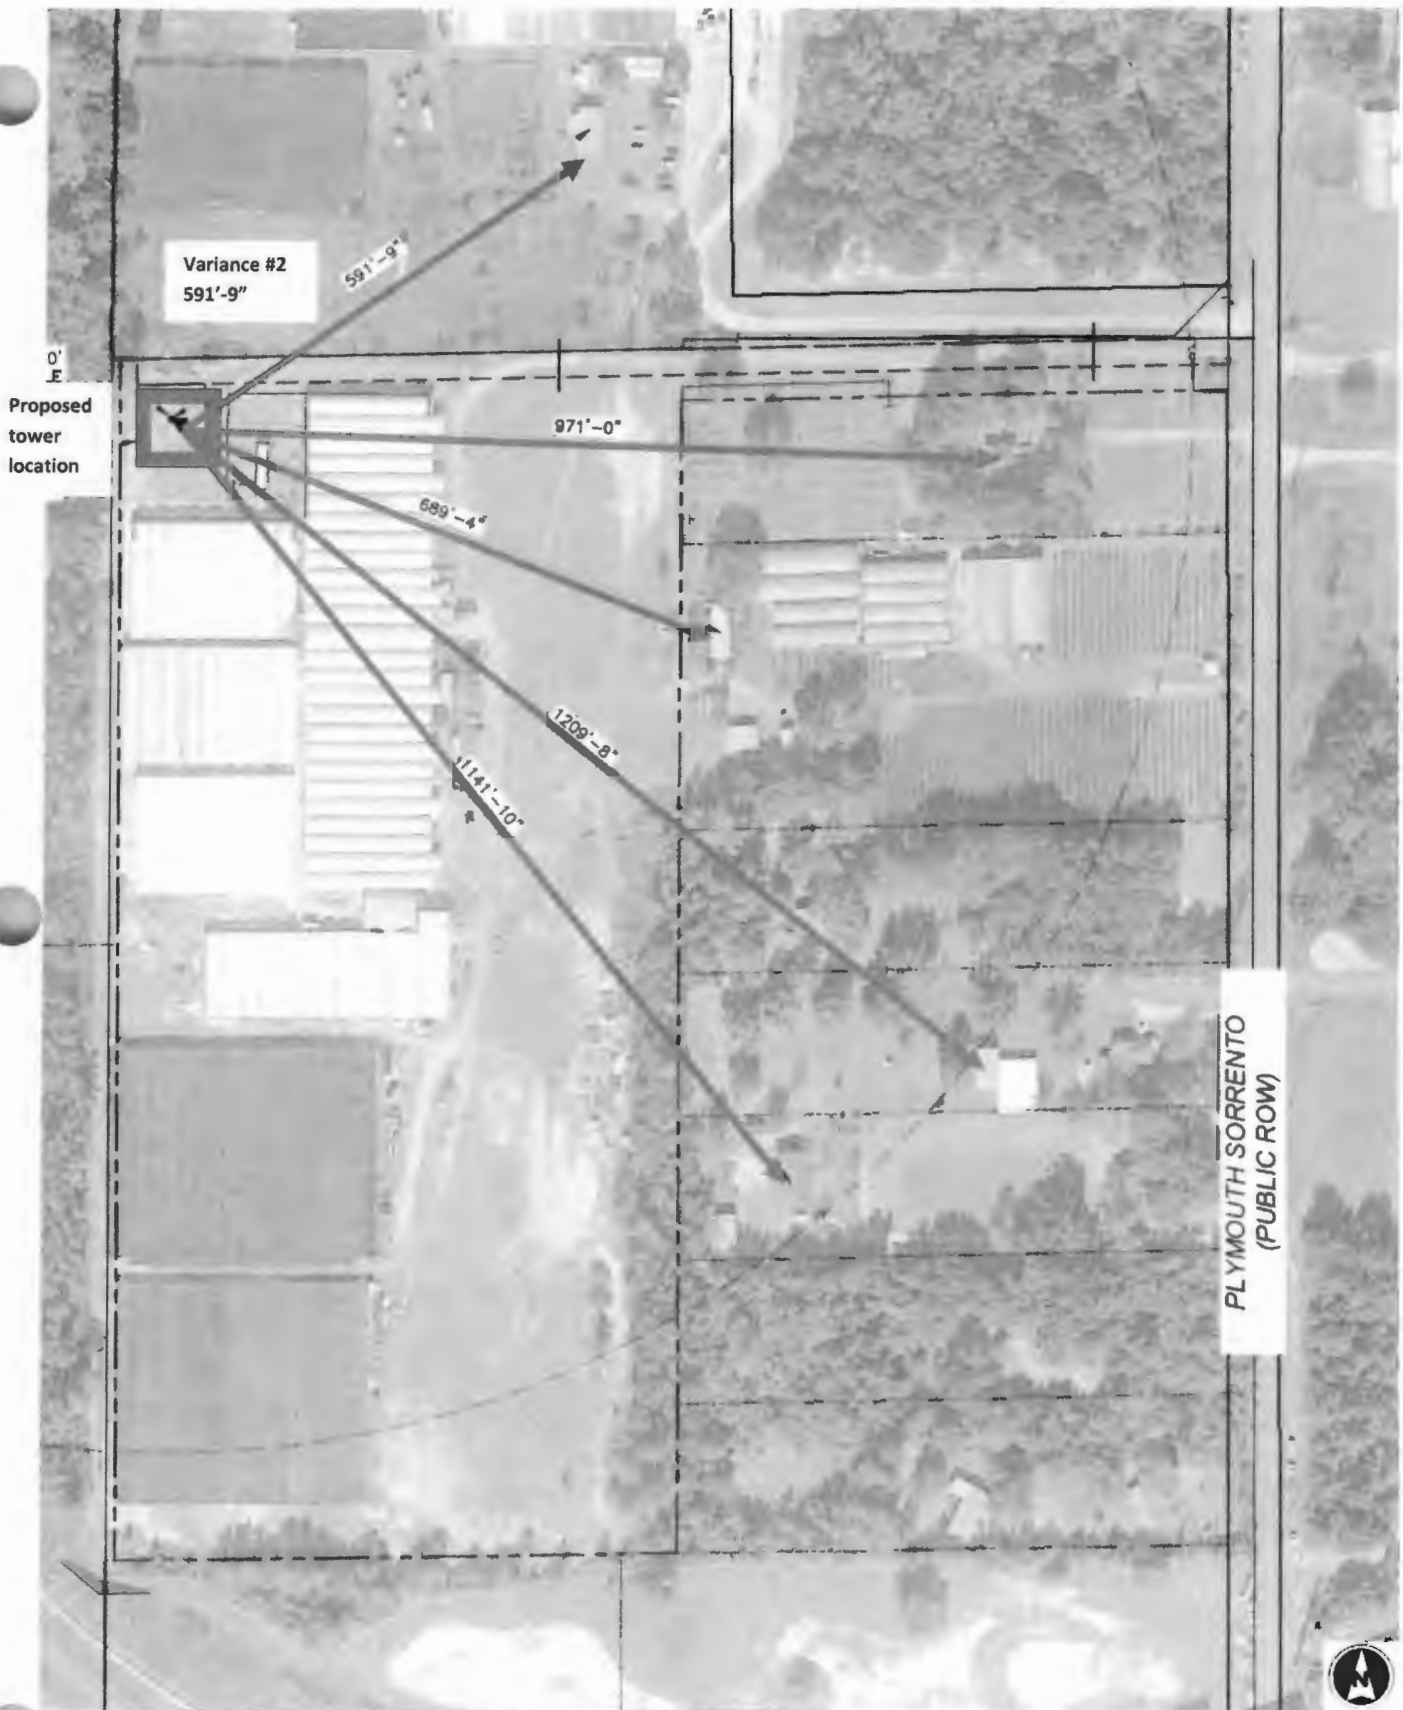 591'-9"
Variance #2
591'-9"
0'
E
Proposed
tower
location
971'-0"
689'-4"
1209'-8"
1141'-10"
PLYMOUTH SORRENTO
(PUBLIC ROW)
N